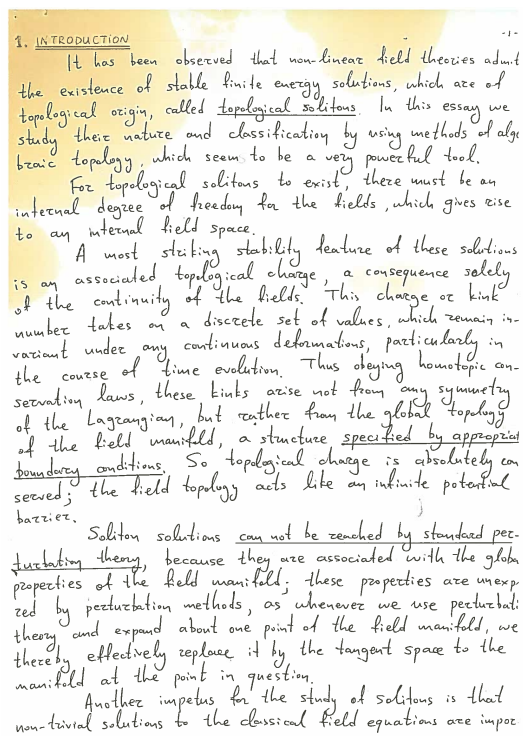 -1-
1. INTRODUCTION
It has been observed that non-linear field theories admit
the existence of stable finite energy solutions, which are of
topological origin, called topological solitons. In this essay we
study their nature and classification by using methods of alge
braic topology, which seem to be a very powerful tool.
For topological solitons to exist, there must be an
internal degree of freedom for the fields, which gives rise
to an internal field space.
A most striking stability feature of these solutions
is an associated topological charge, a consequence solely
of the continuity of the fields. This charge or kink
number takes on a discrete set of values, which remain in-
variant under any continuous deformations, particularly in
the course of time evolution. Thus obeying homotopic con-
servation laws, these kinks arise not from any symmetry
of the Lagrangian, but rather from the global topology
of the field manifold, a structure specified by appropriat
boundary conditions. So topological charge is absolutely con
served; the field topology acts like an infinite potential
barrier.
Soliton solutions can not be reached by standard per-
turbation theory, because they are associated with the globa
properties of the field manifold; these properties are unexp
red by perturbation methods, as whenever we use perturbati
theory and expand about one point of the field manifold, we
thereby effectively replace it by the tangent space to the
manifold at the point in question.
Another impetus for the study of solitons is that
non-trivial solutions to the classical field equations are impor